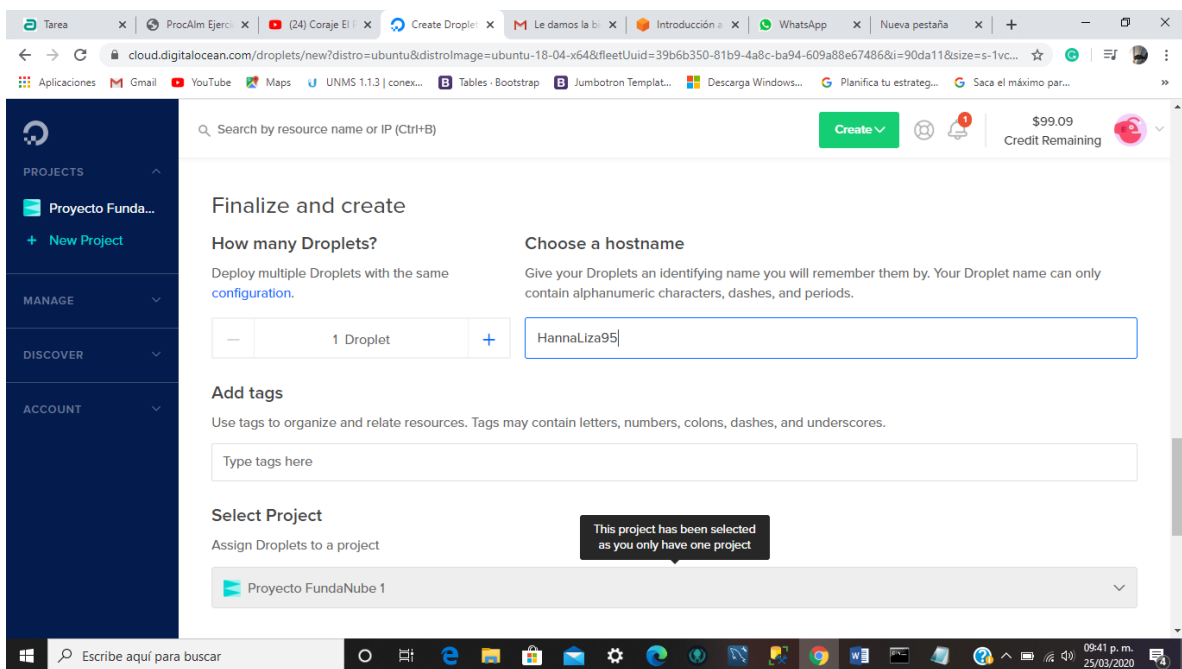 Tarea
ProcAlm Ejerci
(24) Coraje El P
Create Droplet
Le damos la bi
Introducción a
WhatsApp
Nueva pestaña
cloud.digitalocean.com/droplets/new?distro=ubuntu&distroImage=ubuntu-18-04-x64&fleetUuid=39b6b350-81b9-4a8c-ba94-609a88e67486&i=90da11&size=s-1vc...
Aplicaciones
Gmail
YouTube
Maps
UNMS 1.1.3 | conex...
Tables · Bootstrap
Jumbotron Templat...
Descarga Windows...
Planifica tu estrateg...
Saca el máximo par...
Search by resource name or IP (Ctrl+B)
Create
1
$99.09
Credit Remaining
PROJECTS
Proyecto Funda...
+ New Project
MANAGE
DISCOVER
ACCOUNT
Finalize and create
How many Droplets?
Deploy multiple Droplets with the same
configuration.
1 Droplet
Choose a hostname
Give your Droplets an identifying name you will remember them by. Your Droplet name can only
contain alphanumeric characters, dashes, and periods.
HannaLiza95
Add tags
Use tags to organize and relate resources. Tags may contain letters, numbers, colons, dashes, and underscores.
Type tags here
Select Project
Assign Droplets to a project
This project has been selected
as you only have one project
Proyecto FundaNube 1
Escribe aquí para buscar
09:41 p. m.
25/03/2020
4